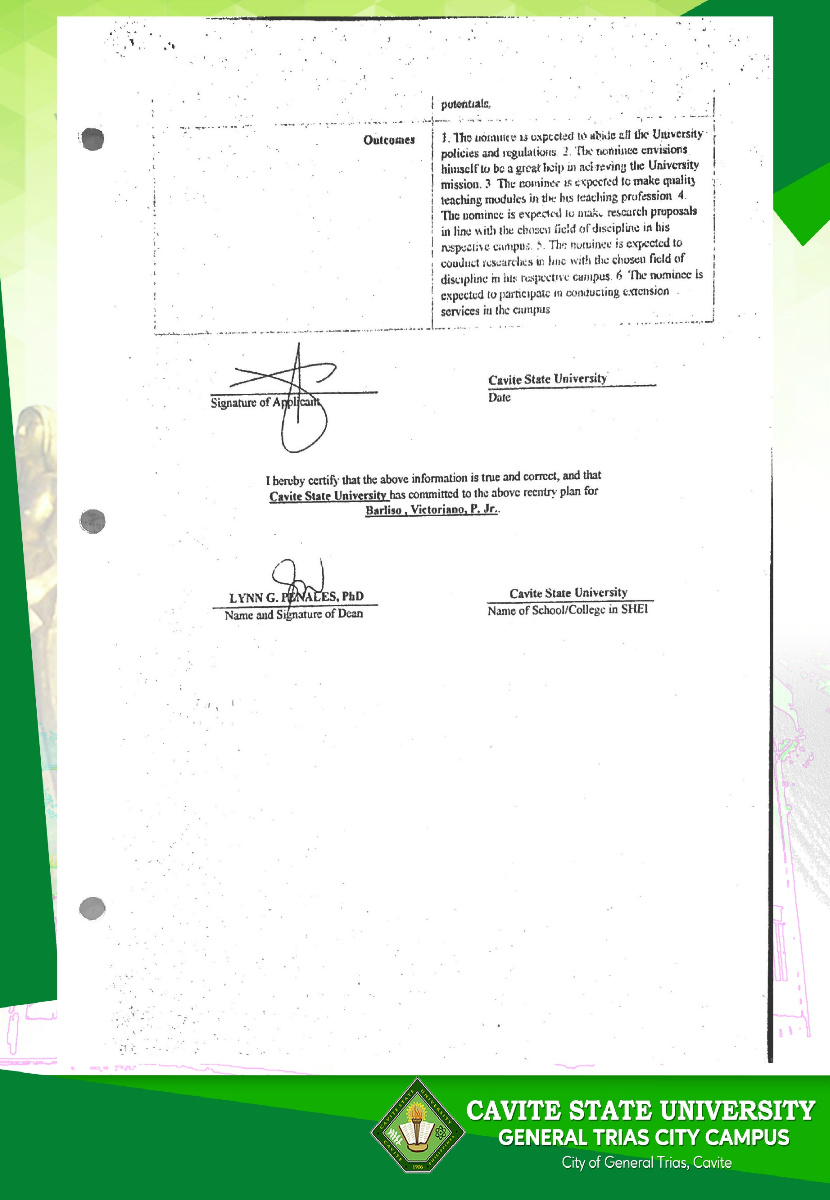 potentials.
Outcomes
1. The nominee is expected to abide all the University
policies and regulations. 2. The nominee envisions
himself to be a great help in achieving the University
mission. 3 The nominee is expected to make quality
teaching modules in the his teaching profession 4.
The nominee is expected to make research proposals
in line with the chosen field of discipline in his
respective campus. 5. The nominee is expected to
conduct researches in line with the chosen field of
discipline in his respective campus. 6 The nominee is
expected to participate in conducting extension
services in the campus
Cavite State University
Signature of Applicant
Date
I hereby certify that the above information is true and correct, and that
Cavite State University has committed to the above reentry plan for
Barliso , Victoriano, P. Jr..
LYNN G. PENALES, PhD
Cavite State University
Name and Signature of Dean
Name of School/College in SHEI
CAVITE STATE UNIVERSITY
GENERAL TRIAS CITY CAMPUS
City of General Trias, Cavite
1906